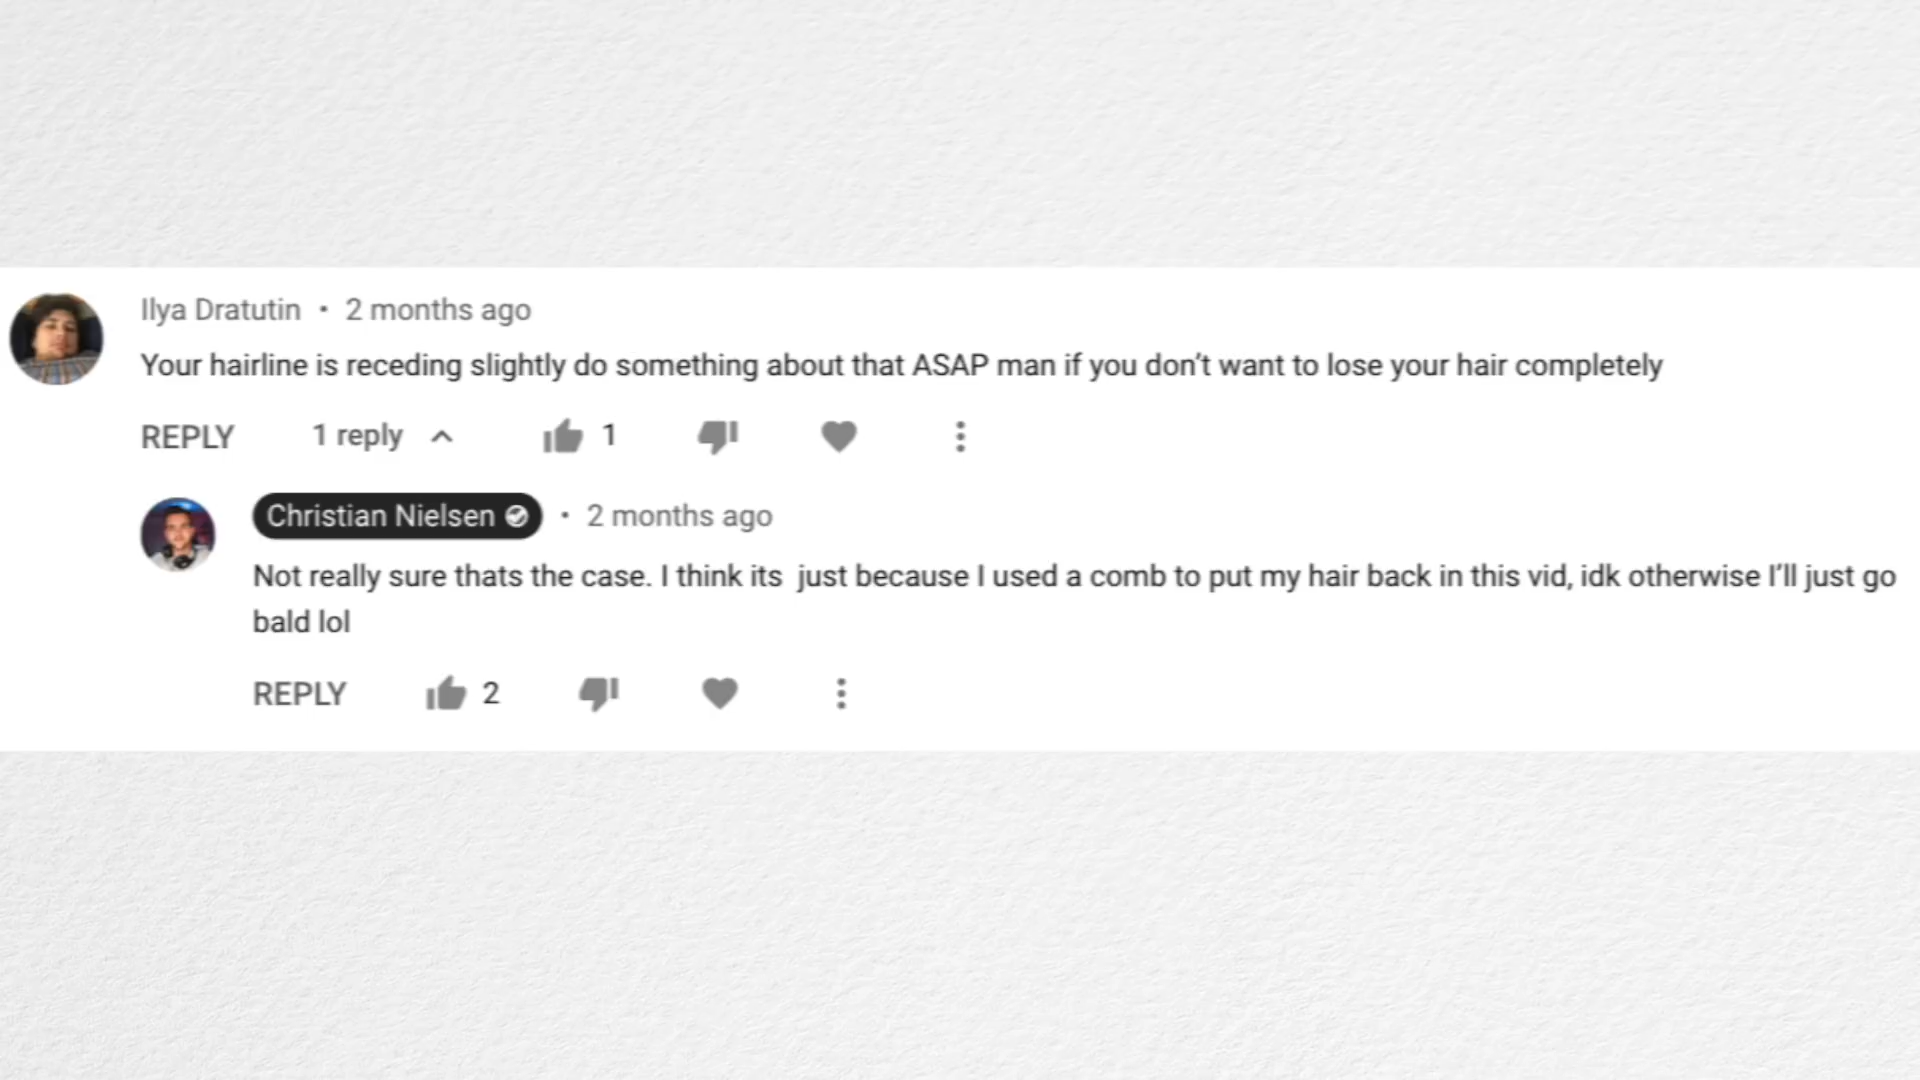 Ilya Dratutin • 2 months ago
Your hairline is receding slightly do something about that ASAP man if you don’t want to lose your hair completely
REPLY 1 reply 1
Christian Nielsen • 2 months ago
Not really sure thats the case. I think its just because I used a comb to put my hair back in this vid, idk otherwise I’ll just go
bald lol
REPLY 2